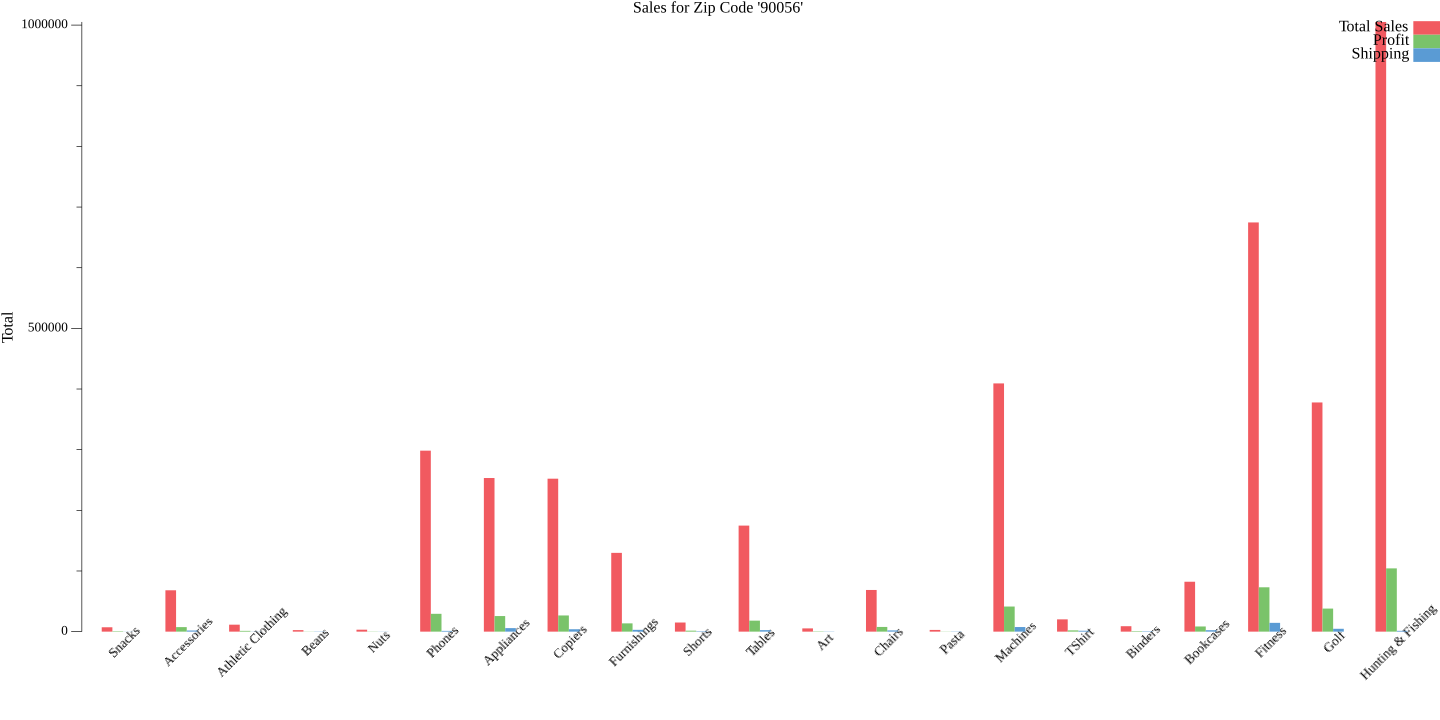 Sales for Zip Code '90056'
1000000
500000
0
Total
Total Sales
Profit
Shipping
Snacks
Accessories
Athletic Clothing
Beans
Nuts
Phones
Appliances
Copiers
Furnishings
Shorts
Tables
Art
Chairs
Pasta
Machines
TShirt
Binders
Bookcases
Fitness
Golf
Hunting & Fishing